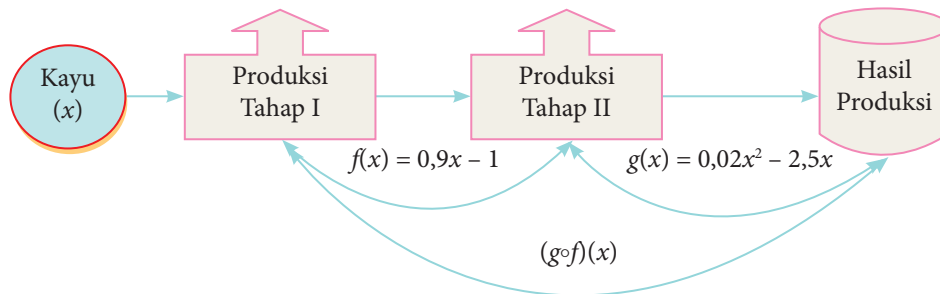 Kayu
(x)
Produksi
Tahap I
Produksi
Tahap II
Hasil
Produksi
f(x) = 0,9x – 1
g(x) = 0,02x² – 2,5x
(g∘f)(x)